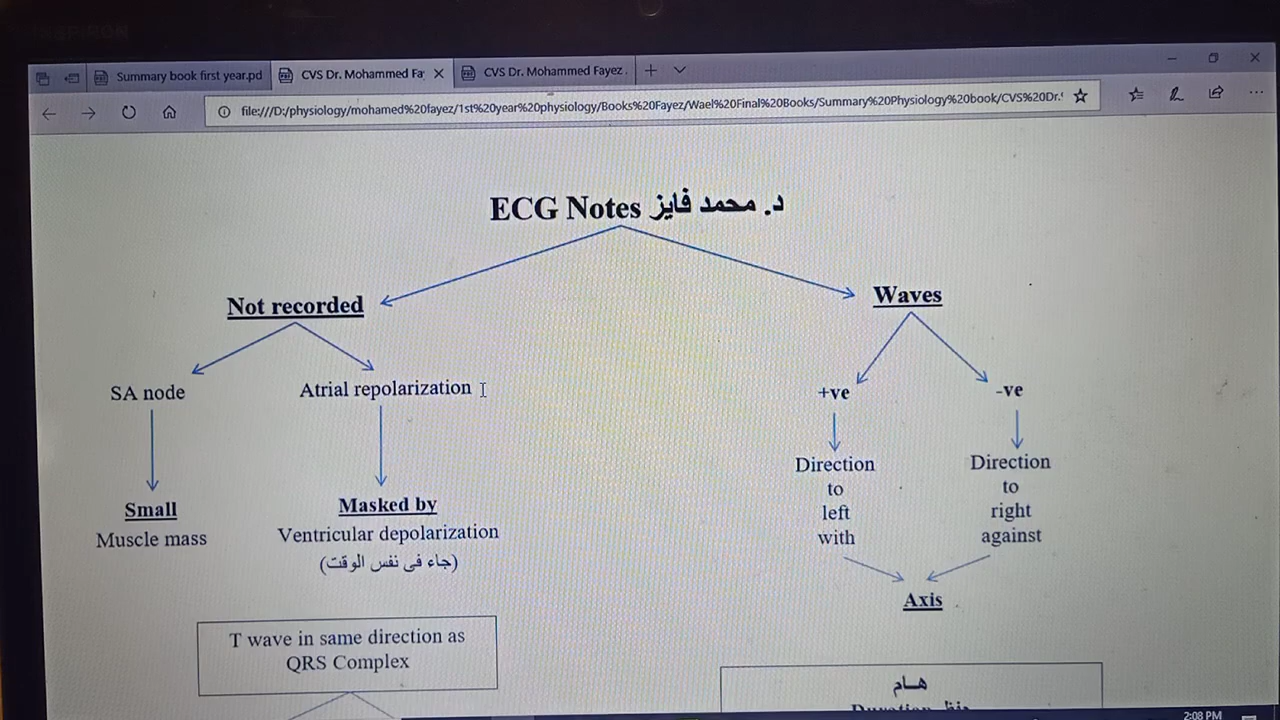 Summary book first year.pd
CVS Dr. Mohammed Fa
CVS Dr. Mohammed Fayez .
file:///D:/physiology/mohamed%20fayez/1st%20year%20physiology/Books%20Fayez/Wael%20Final%20Books/Summary%20Physiology%20book/CVS%20Dr.
ECG Notes د. محمد فايز
Not recorded
Waves
SA node
Atrial repolarization
+ve
-ve
Small
Muscle mass
Masked by
Ventricular depolarization
(جاء فى نفس الوقت)
Direction
to
left
with
Direction
to
right
against
Axis
T wave in same direction as
QRS Complex
هـام
2:08 PM